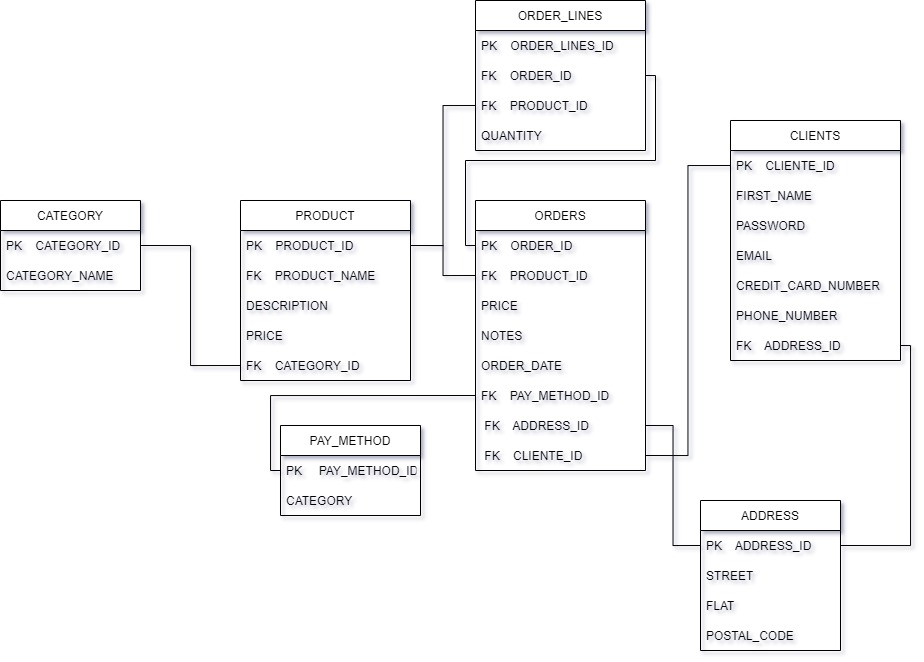 ORDER_LINES
PK ORDER_LINES_ID
FK ORDER_ID
FK PRODUCT_ID
QUANTITY
CLIENTS
PK CLIENTE_ID
FIRST_NAME
PASSWORD
EMAIL
CREDIT_CARD_NUMBER
PHONE_NUMBER
FK ADDRESS_ID
CATEGORY
PK CATEGORY_ID
CATEGORY_NAME
PRODUCT
PK PRODUCT_ID
FK PRODUCT_NAME
DESCRIPTION
PRICE
FK CATEGORY_ID
ORDERS
PK ORDER_ID
FK PRODUCT_ID
PRICE
NOTES
ORDER_DATE
FK PAY_METHOD_ID
FK ADDRESS_ID
FK CLIENTE_ID
PAY_METHOD
PK PAY_METHOD_ID
CATEGORY
ADDRESS
PK ADDRESS_ID
STREET
FLAT
POSTAL_CODE